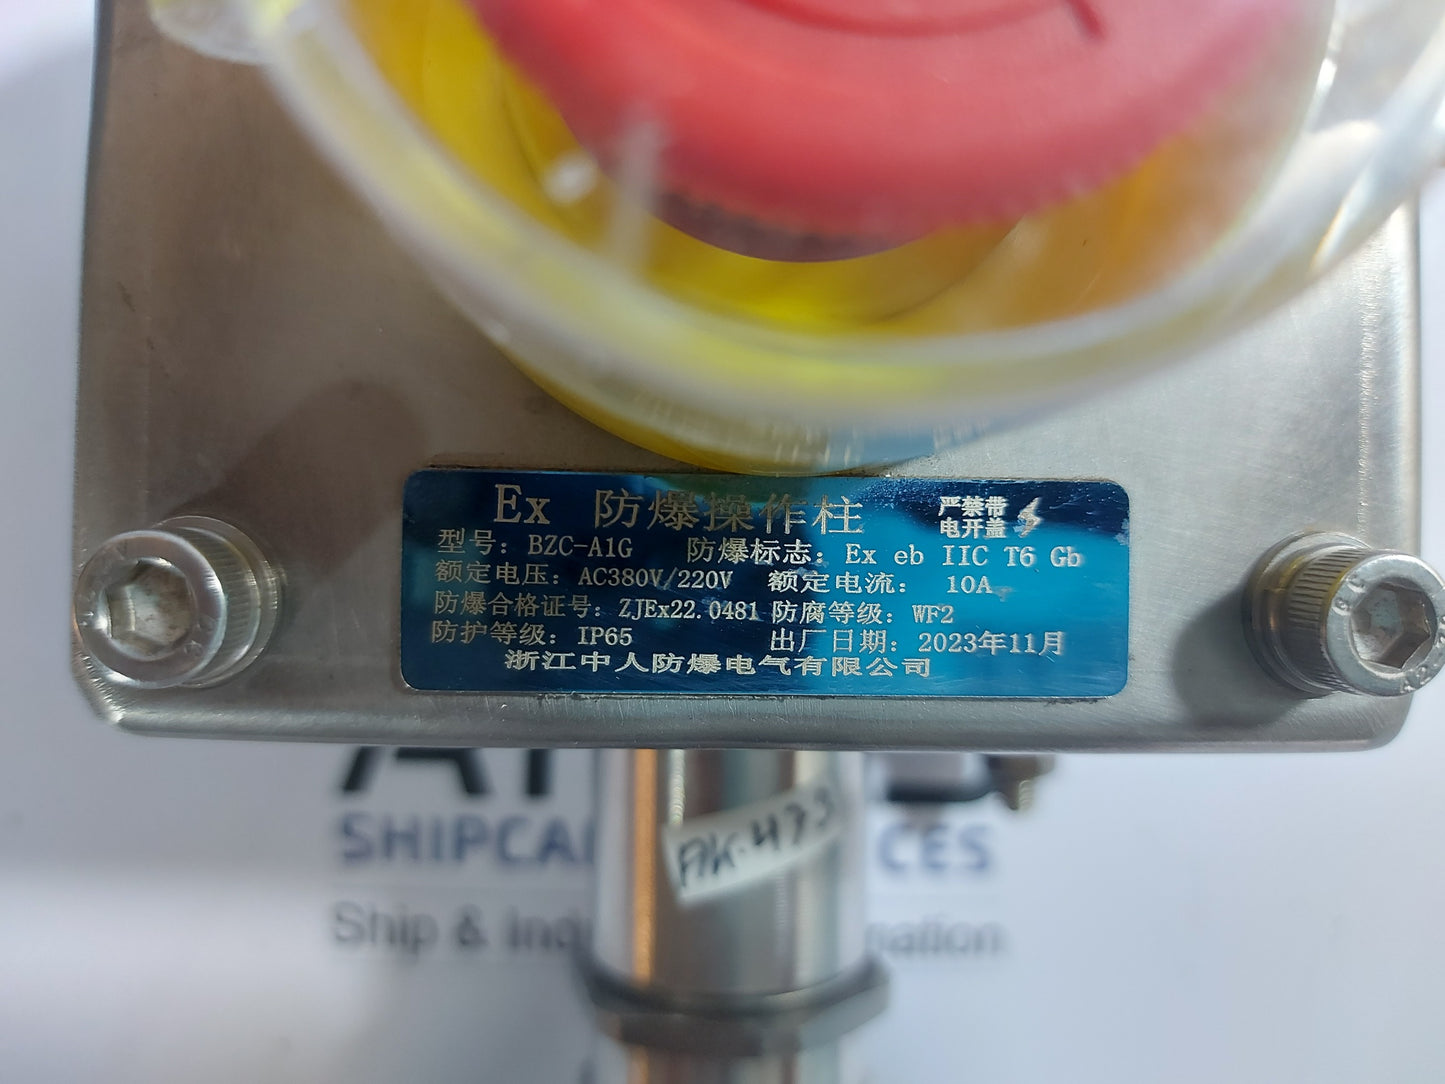 Ex 防爆操作柱 严禁带
电开盖
型号: BZC-A1G 防爆标志: Ex eb IIC T6 Gb
额定电压: AC380V/220V 额定电流: 10A
防爆合格证号: ZJEx22.0481 防腐等级: WF2
防护等级: IP65 出厂日期: 2023年11月
浙江中人防爆电气有限公司
AK-473
SHIPCA CES
Ship & Ind mation